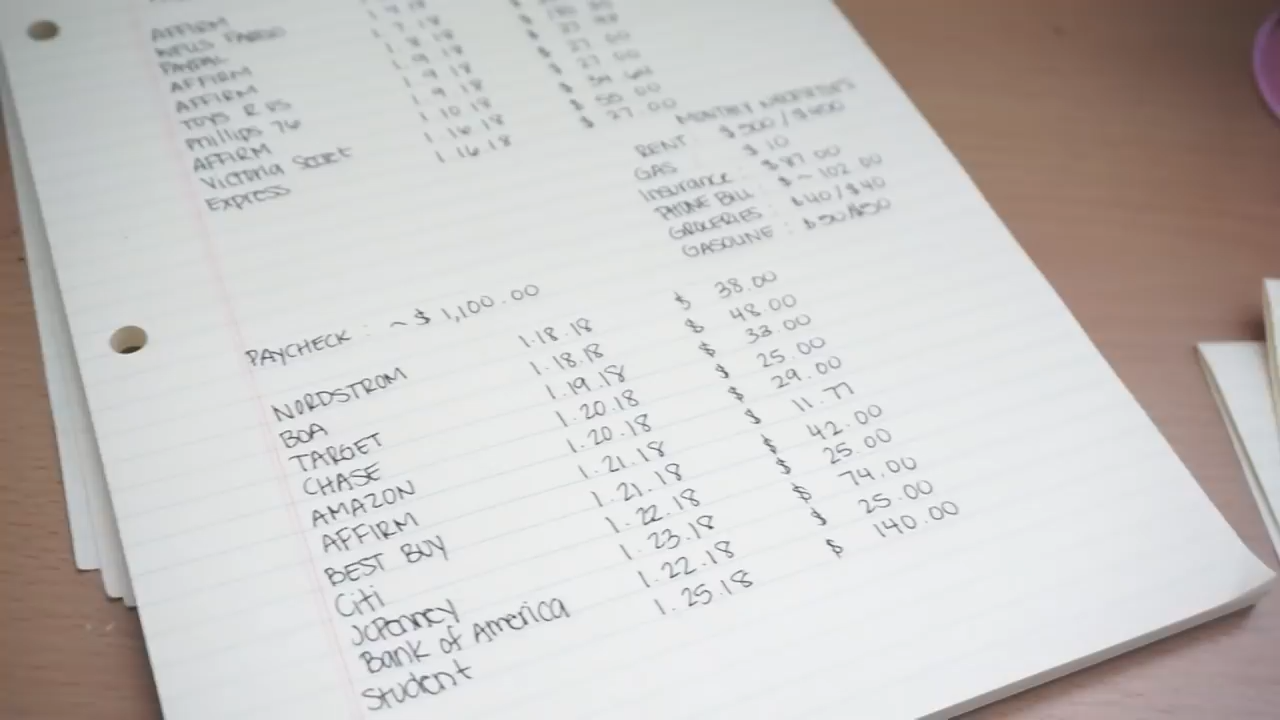 AFFIRM
WELLS FARGO
PAYPAL
AFFIRM 1.8.18 $ 27.00
AFFIRM 1.9.18 $ 27.00
TOYS R US 1.9.18
Phillips 76 1.9.18 $ 50.00
AFFIRM 1.10.18 $ 27.00
Victoria Secret 1.16.18
Express 1.16.18
MONTHLY
RENT $500 / $400
GAS $10
Insurance : $87.00
PHONE BILL : $~ 102.00
GROCERIES : $40 / $40
GASOLINE : $50/$50
PAYCHECK : ~ $ 1,100.00
NORDSTROM 1.18.18 $ 38.00
BOA 1.18.18 $ 48.00
TARGET 1.19.18 $ 33.00
CHASE 1.20.18 $ 25.00
AMAZON 1.20.18 $ 29.00
AFFIRM 1.21.18 $ 11.77
BEST BUY 1.21.18 $ 42.00
Citi 1.22.18 $ 25.00
JCPenney 1.23.18 $ 74.00
Bank of America 1.22.18 $ 25.00
Student 1.25.18 $ 140.00